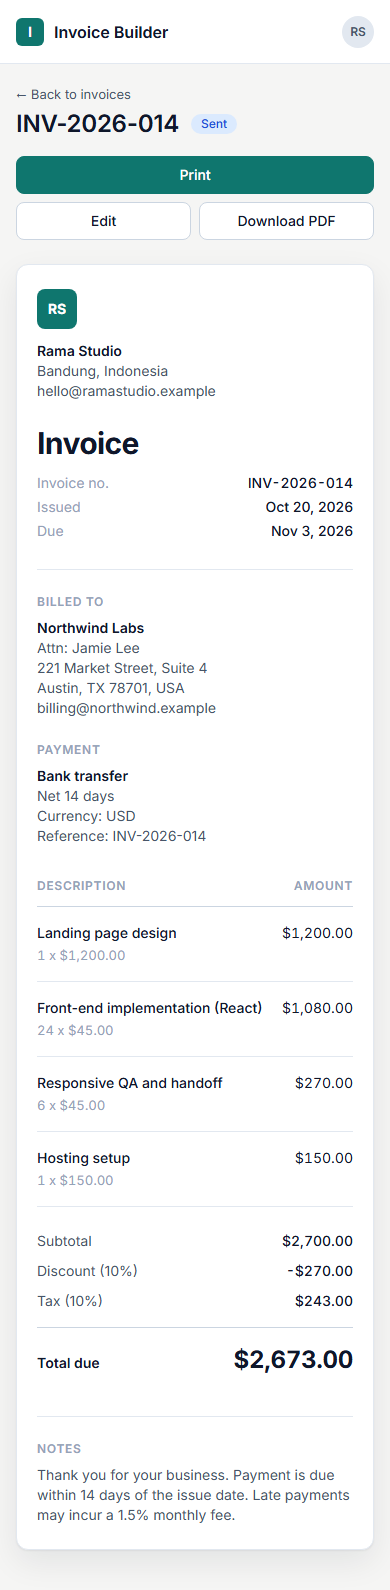 I Invoice Builder RS
← Back to invoices
INV-2026-014 Sent
Print
Edit Download PDF
RS
Rama Studio
Bandung, Indonesia
hello@ramastudio.example
Invoice
Invoice no. INV-2026-014
Issued Oct 20, 2026
Due Nov 3, 2026
BILLED TO
Northwind Labs
Attn: Jamie Lee
221 Market Street, Suite 4
Austin, TX 78701, USA
billing@northwind.example
PAYMENT
Bank transfer
Net 14 days
Currency: USD
Reference: INV-2026-014
DESCRIPTION AMOUNT
Landing page design $1,200.00
1 x $1,200.00
Front-end implementation (React) $1,080.00
24 x $45.00
Responsive QA and handoff $270.00
6 x $45.00
Hosting setup $150.00
1 x $150.00
Subtotal $2,700.00
Discount (10%) -$270.00
Tax (10%) $243.00
Total due $2,673.00
NOTES
Thank you for your business. Payment is due
within 14 days of the issue date. Late payments
may incur a 1.5% monthly fee.